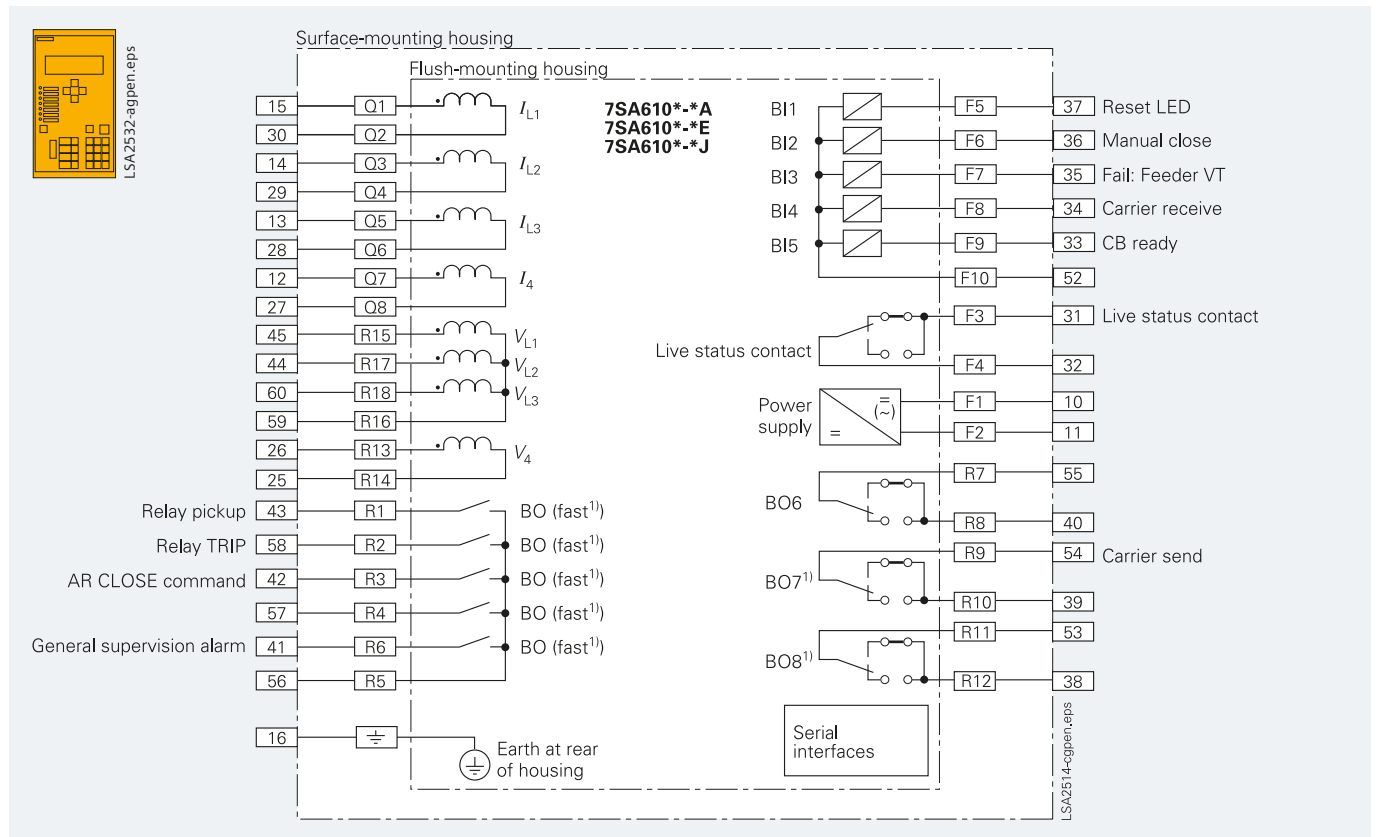 LSA2532-agpen.eps
Surface-mounting housing
Flush-mounting housing
7SA610*-*A
7SA610*-*E
7SA610*-*J
15 Q1 IL1
30 Q2
14 Q3 IL2
29 Q4
13 Q5 IL3
28 Q6
12 Q7 I4
27 Q8
45 R15 VL1
44 R17 VL2
60 R18 VL3
59 R16
26 R13 V4
25 R14
Relay pickup 43 R1 BO (fast1))
Relay TRIP 58 R2 BO (fast1))
AR CLOSE command 42 R3 BO (fast1))
57 R4 BO (fast1))
General supervision alarm 41 R6 BO (fast1))
56 R5
16
Earth at rear
of housing
BI1 F5 37 Reset LED
BI2 F6 36 Manual close
BI3 F7 35 Fail: Feeder VT
BI4 F8 34 Carrier receive
BI5 F9 33 CB ready
F10 52
F3 31 Live status contact
Live status contact
F4 32
Power
supply
= (~) =
F1 10
F2 11
R7 55
BO6
R8 40
R9 54 Carrier send
BO71)
R10 39
R11 53
BO81)
R12 38
Serial
interfaces
LSA2514-cgpen.eps